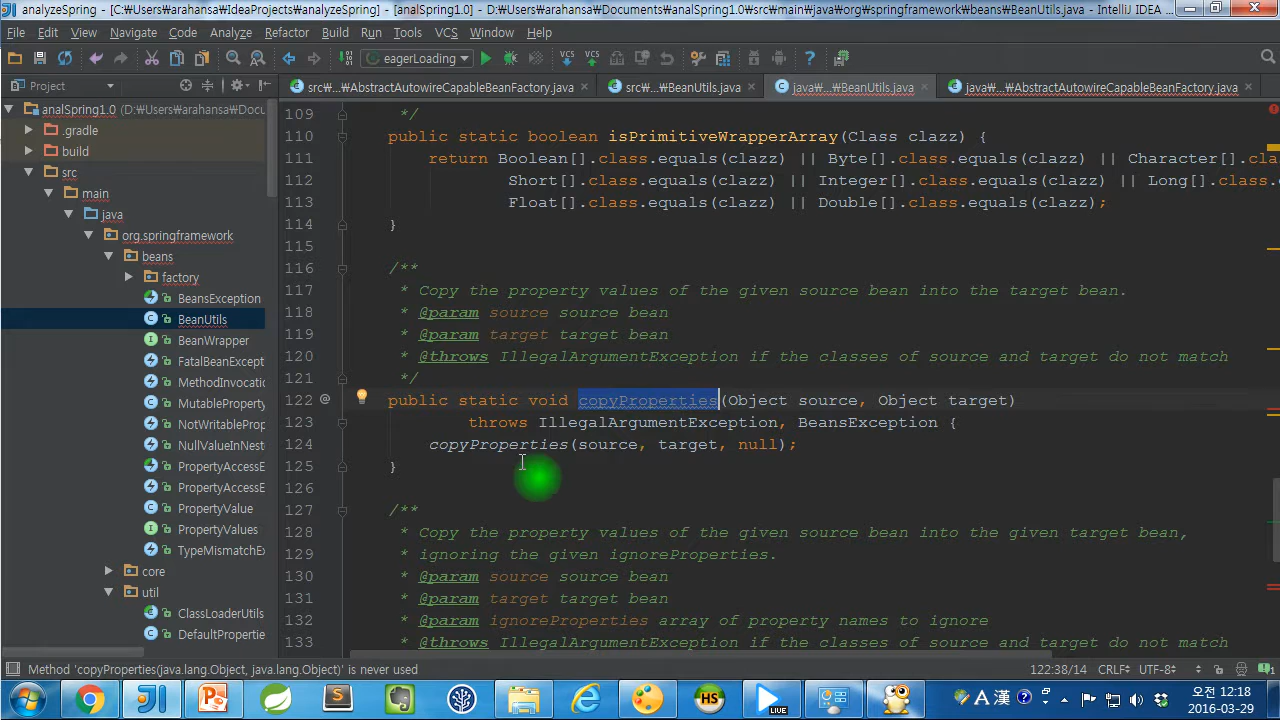 analyzeSpring - [C:\Users\arahansa\IdeaProjects\analyzeSpring] - [analSpring1.0] - D:₩Users₩arahansa₩Documents₩analSpring1.0₩src₩main₩java₩org₩springframework₩beans₩BeanUtils.java - IntelliJ IDEA
File Edit View Navigate Code Analyze Refactor Build Run Tools VCS Window Help
eagerLoading VCS VCS
Project
src₩...₩AbstractAutowireCapableBeanFactory.java
src₩...₩BeanUtils.java
java₩...₩BeanUtils.java
java₩...₩AbstractAutowireCapableBeanFactory.java
analSpring1.0 (D:₩Users₩arahansa₩Docu
.gradle
build
src
main
java
org.springframework
beans
factory
BeansException
BeanUtils
BeanWrapper
FatalBeanExcept
MethodInvocatio
MutableProperty
NotWritableProp
NullValueInNest
PropertyAccessE
PropertyAccessE
PropertyValue
PropertyValues
TypeMismatchEx
core
util
ClassLoaderUtils
DefaultPropertie
109 */
110 public static boolean isPrimitiveWrapperArray(Class clazz) {
111 return Boolean[].class.equals(clazz) || Byte[].class.equals(clazz) || Character[].cla
112 Short[].class.equals(clazz) || Integer[].class.equals(clazz) || Long[].class.e
113 Float[].class.equals(clazz) || Double[].class.equals(clazz);
114 }
115
116 /**
117 * Copy the property values of the given source bean into the target bean.
118 * @param source source bean
119 * @param target target bean
120 * @throws IllegalArgumentException if the classes of source and target do not match
121 */
122 @ public static void copyProperties(Object source, Object target)
123 throws IllegalArgumentException, BeansException {
124 copyProperties(source, target, null);
125 }
126
127 /**
128 * Copy the property values of the given source bean into the given target bean,
129 * ignoring the given ignoreProperties.
130 * @param source source bean
131 * @param target target bean
132 * @param ignoreProperties array of property names to ignore
133 * @throws IllegalArgumentException if the classes of source and target do not match
Method 'copyProperties(java.lang.Object, java.lang.Object)' is never used 122:38/14 CRLF UTF-8
HS LIVE A 漢 오전 12:18
2016-03-29